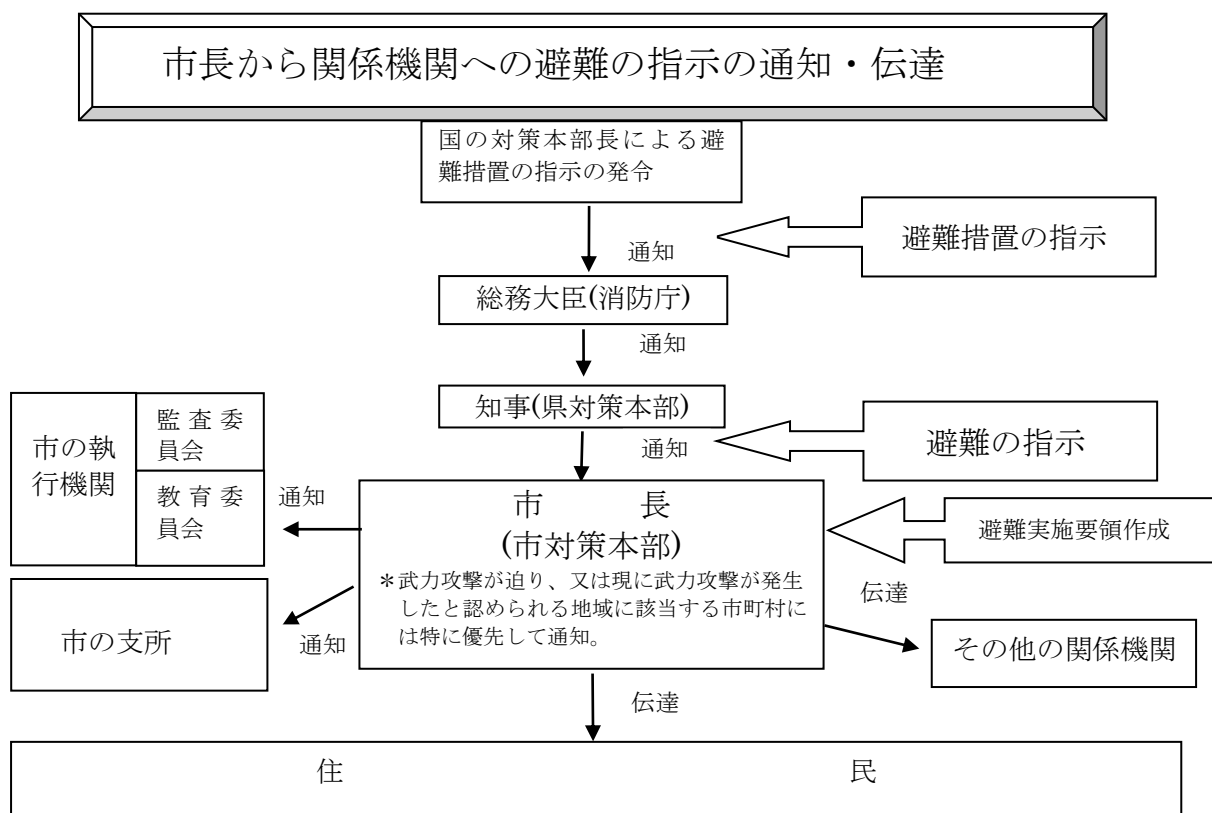 市長から関係機関への避難の指示の通知・伝達
国の対策本部長による避
難措置の指示の発令
避難措置の指示
通知
総務大臣(消防庁)
通知
知事(県対策本部)
通知
避難の指示
市の執
行機関
監査委
員会
教育委
員会
通知
市長
(市対策本部)
＊武力攻撃が迫り、又は現に武力攻撃が発生
したと認められる地域に該当する市町村に
は特に優先して通知。
避難実施要領作成
伝達
市の支所
通知
その他の関係機関
伝達
住民